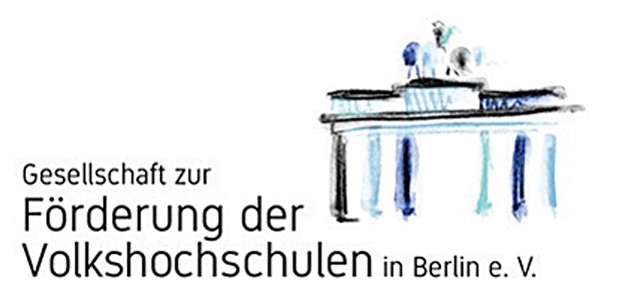 Gesellschaft zur
Förderung der
Volkshochschulen in Berlin e. V.